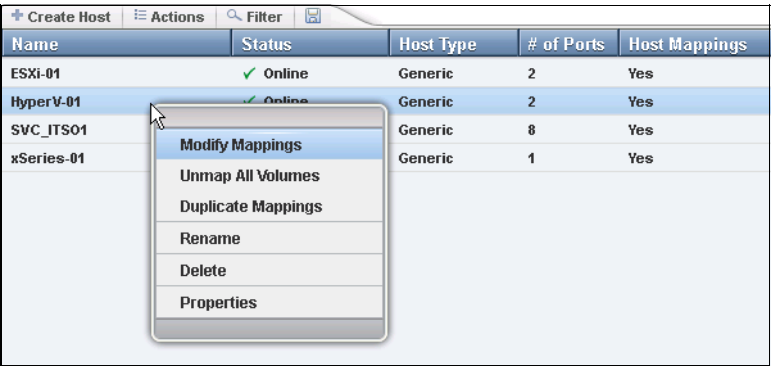 Create Host Actions Filter
Name Status Host Type # of Ports Host Mappings
ESXi-01 Online Generic 2 Yes
HyperV-01 Online Generic 2 Yes
SVC_ITSO1 Generic 8 Yes
xSeries-01 Generic 1 Yes
Modify Mappings
Unmap All Volumes
Duplicate Mappings
Rename
Delete
Properties